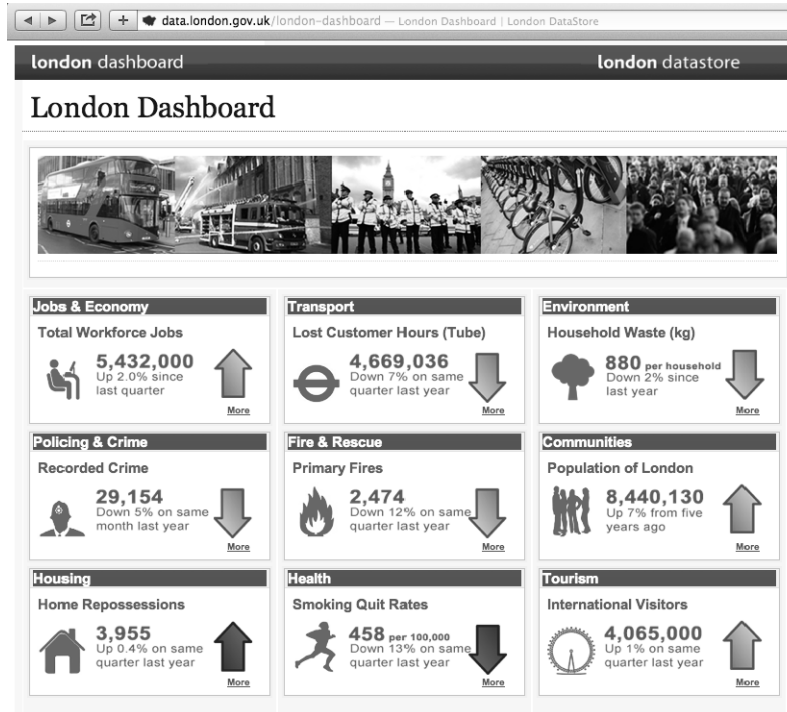 data.london.gov.uk/london-dashboard — London Dashboard | London DataStore
london dashboard
london datastore
London Dashboard
Jobs & Economy
Total Workforce Jobs
5,432,000
Up 2.0% since
last quarter
More
Transport
Lost Customer Hours (Tube)
4,669,036
Down 7% on same
quarter last year
More
Environment
Household Waste (kg)
880 per household
Down 2% since
last year
More
Policing & Crime
Recorded Crime
29,154
Down 5% on same
month last year
More
Fire & Rescue
Primary Fires
2,474
Down 12% on same
quarter last year
More
Communities
Population of London
8,440,130
Up 7% from five
years ago
More
Housing
Home Repossessions
3,955
Up 0.4% on same
quarter last year
More
Health
Smoking Quit Rates
458 per 100,000
Down 13% on same
quarter last year
More
Tourism
International Visitors
4,065,000
Up 1% on same
quarter last year
More